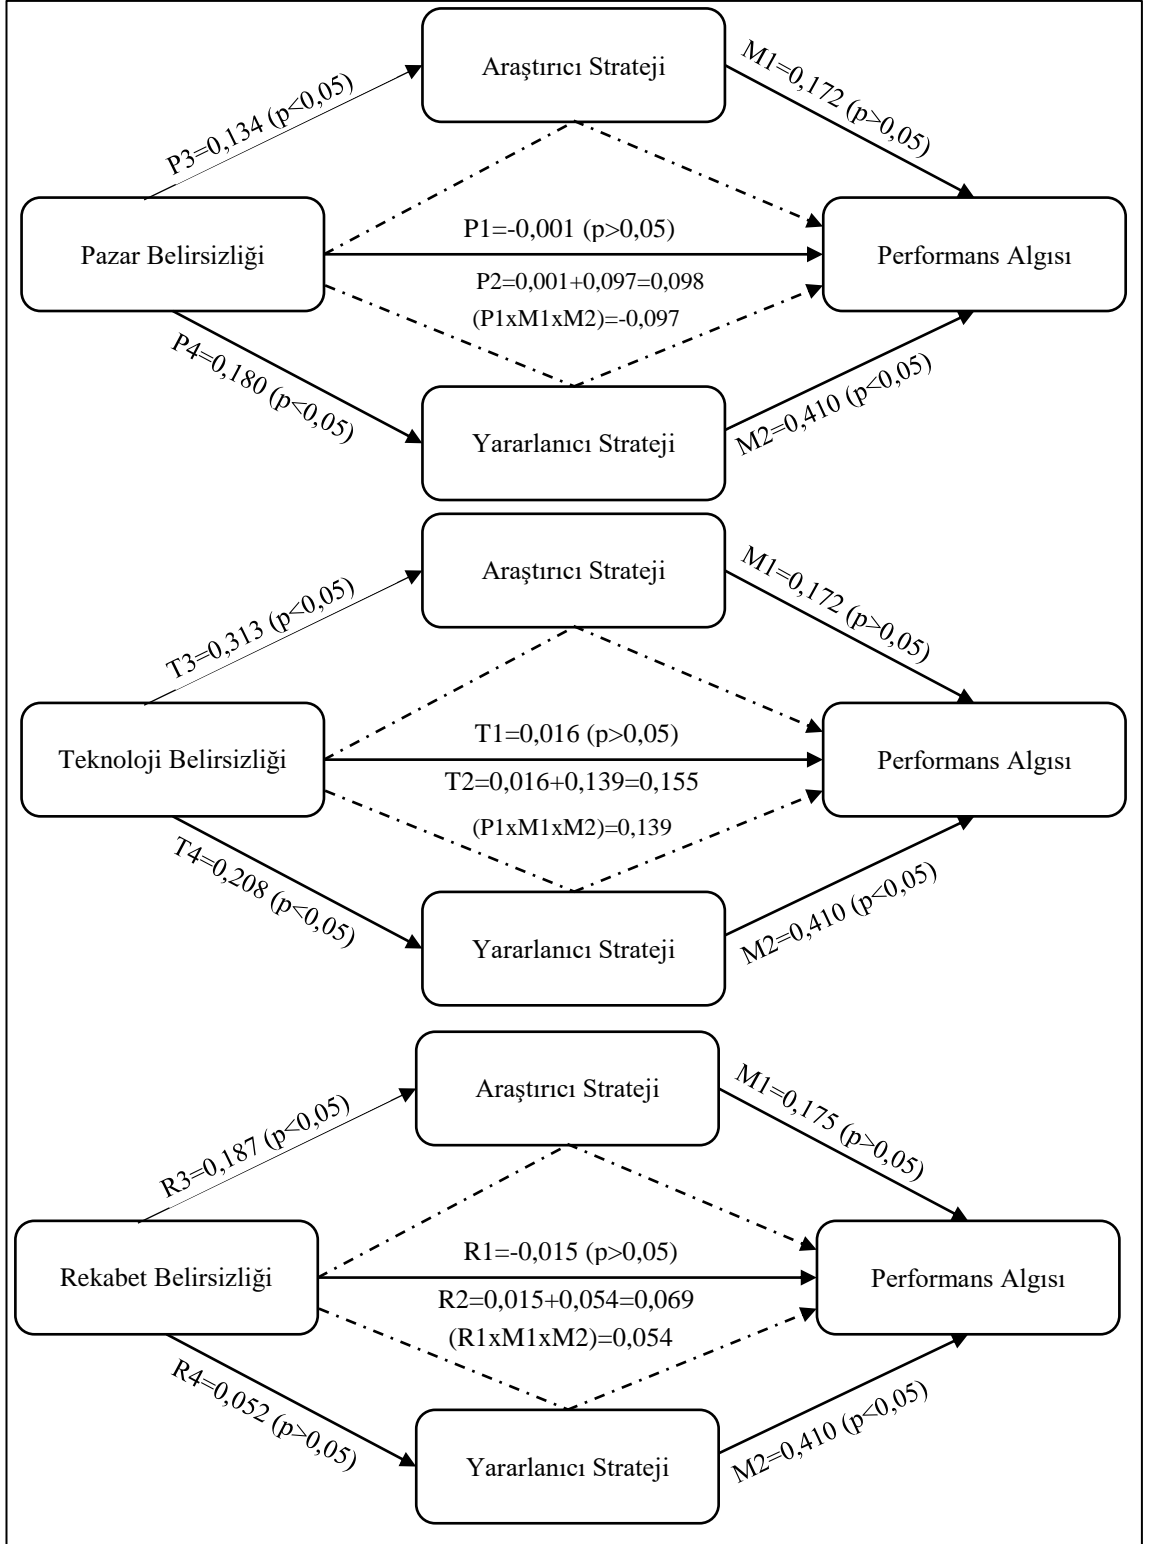 Araştırıcı Strateji
P3=0,134 (p<0,05)
M1=0,172 (p>0,05)
Pazar Belirsizliği
P1=-0,001 (p>0,05)
P2=0,001+0,097=0,098
(P1xM1xM2)=-0,097
Performans Algısı
P4=0,180 (p<0,05)
M2=0,410 (p<0,05)
Yararlanıcı Strateji
Araştırıcı Strateji
T3=0,313 (p<0,05)
M1=0,172 (p>0,05)
Teknoloji Belirsizliği
T1=0,016 (p>0,05)
T2=0,016+0,139=0,155
(P1xM1xM2)=0,139
Performans Algısı
T4=0,208 (p<0,05)
M2=0,410 (p<0,05)
Yararlanıcı Strateji
Araştırıcı Strateji
R3=0,187 (p<0,05)
M1=0,175 (p>0,05)
Rekabet Belirsizliği
R1=-0,015 (p>0,05)
R2=0,015+0,054=0,069
(R1xM1xM2)=0,054
Performans Algısı
R4=0,052 (p>0,05)
M2=0,410 (p<0,05)
Yararlanıcı Strateji